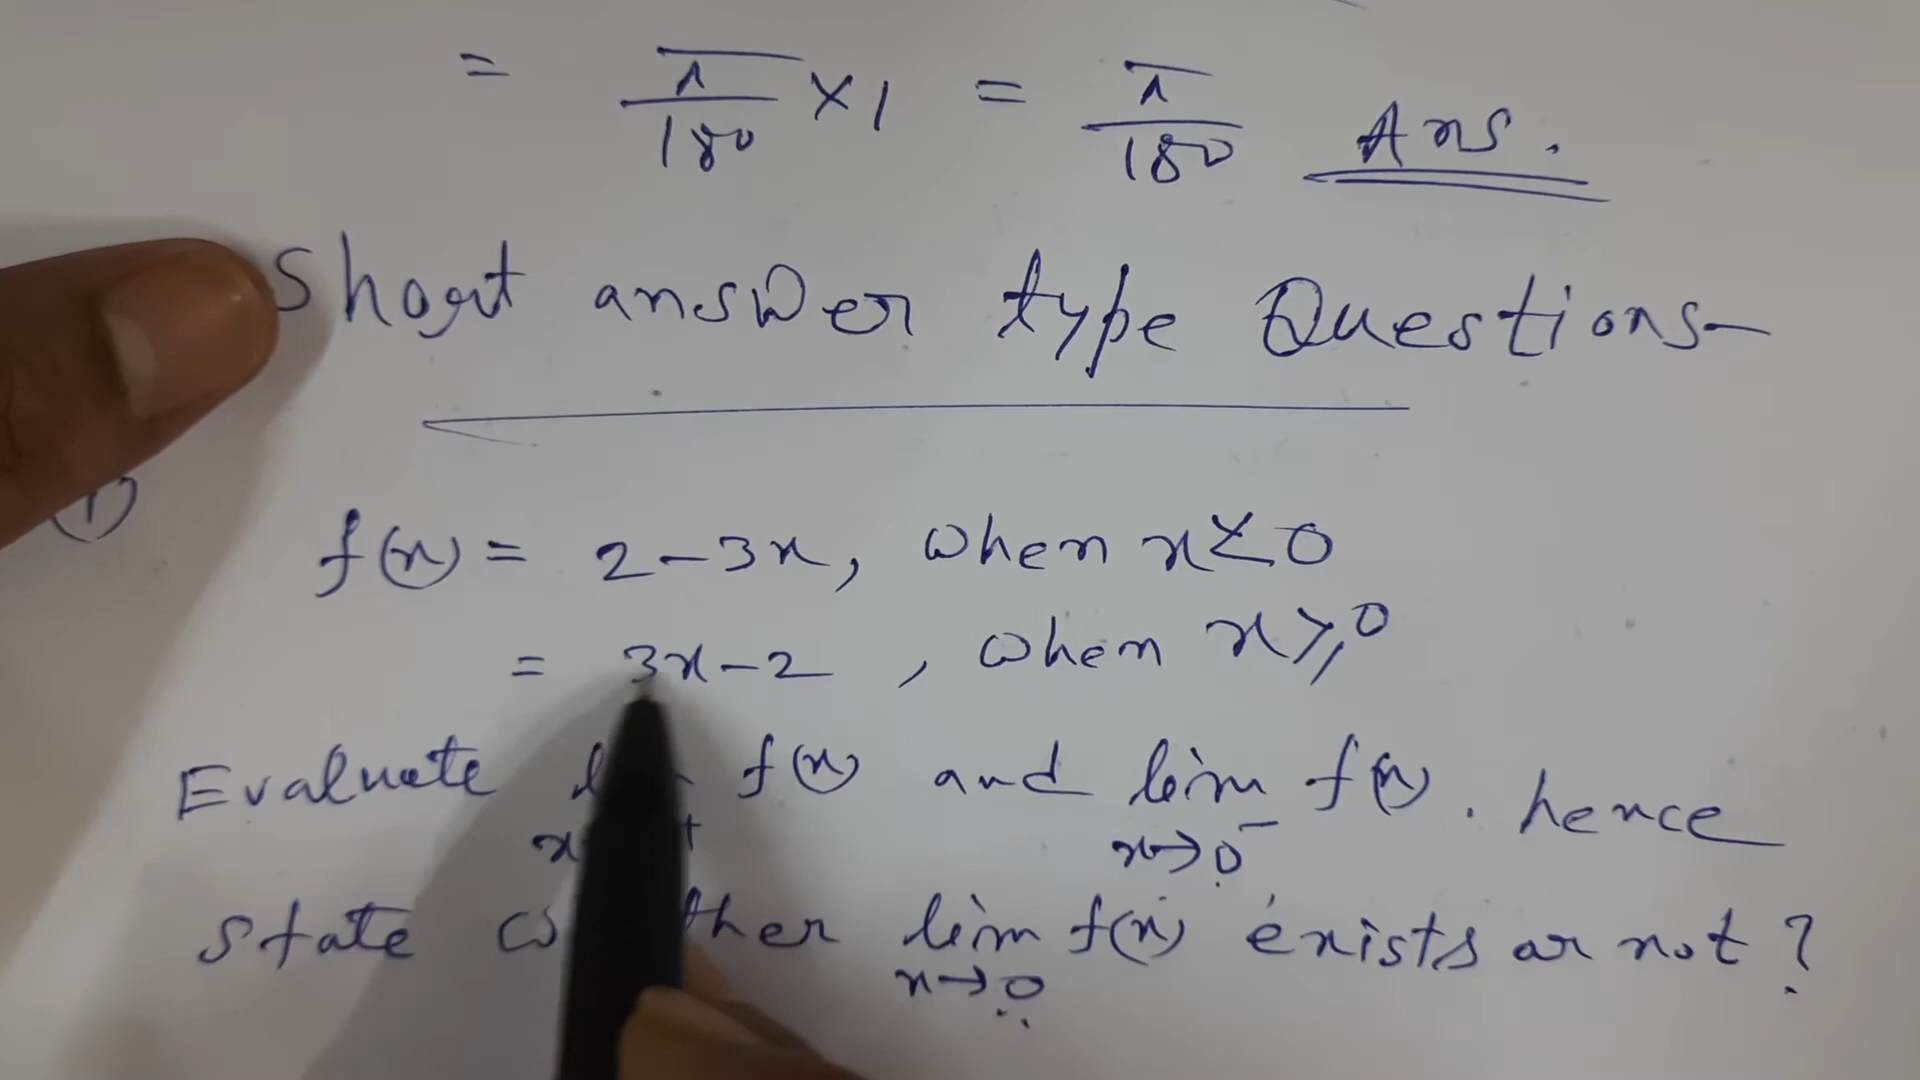 = π/180 × 1 = π/180 Ans.
Short answer type Questions-
①
f(x) = 2-3x, when x<0
= 3x-2, when x≥0
Evaluate f(x) and lim f(x). hence
x + x→0⁻
state lim f(x) exists or not?
x→0